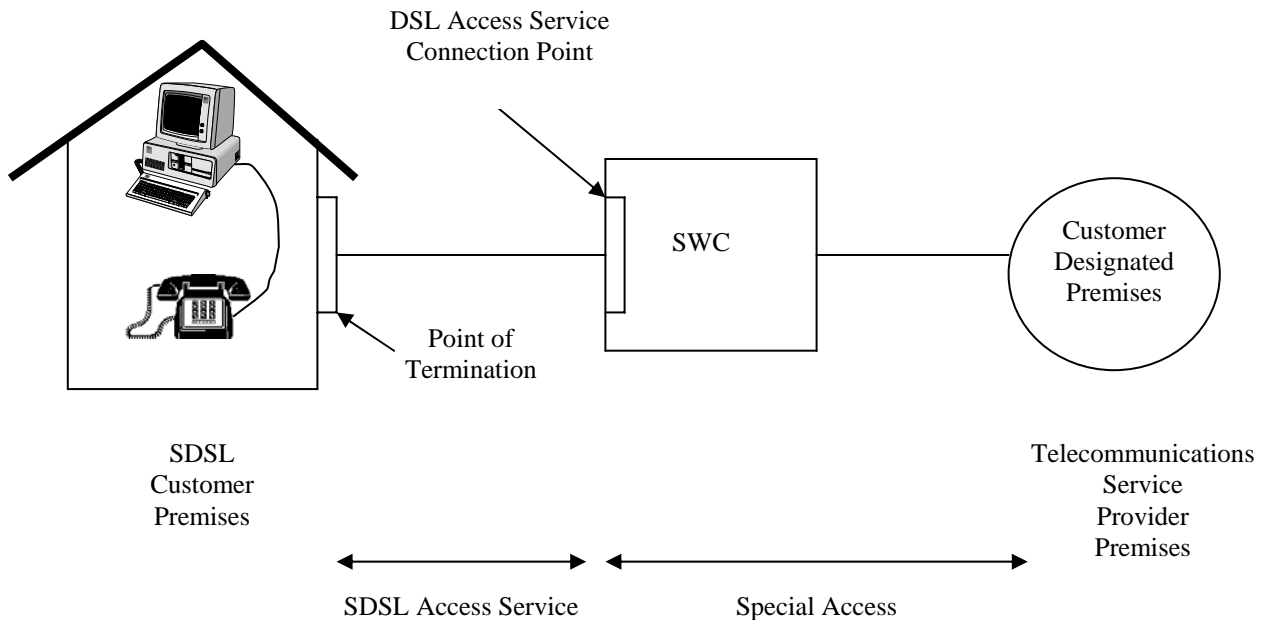 DSL Access Service
Connection Point
SWC
Customer
Designated
Premises
Point of
Termination
SDSL
Customer
Premises
Telecommunications
Service
Provider
Premises
SDSL Access Service
Special Access